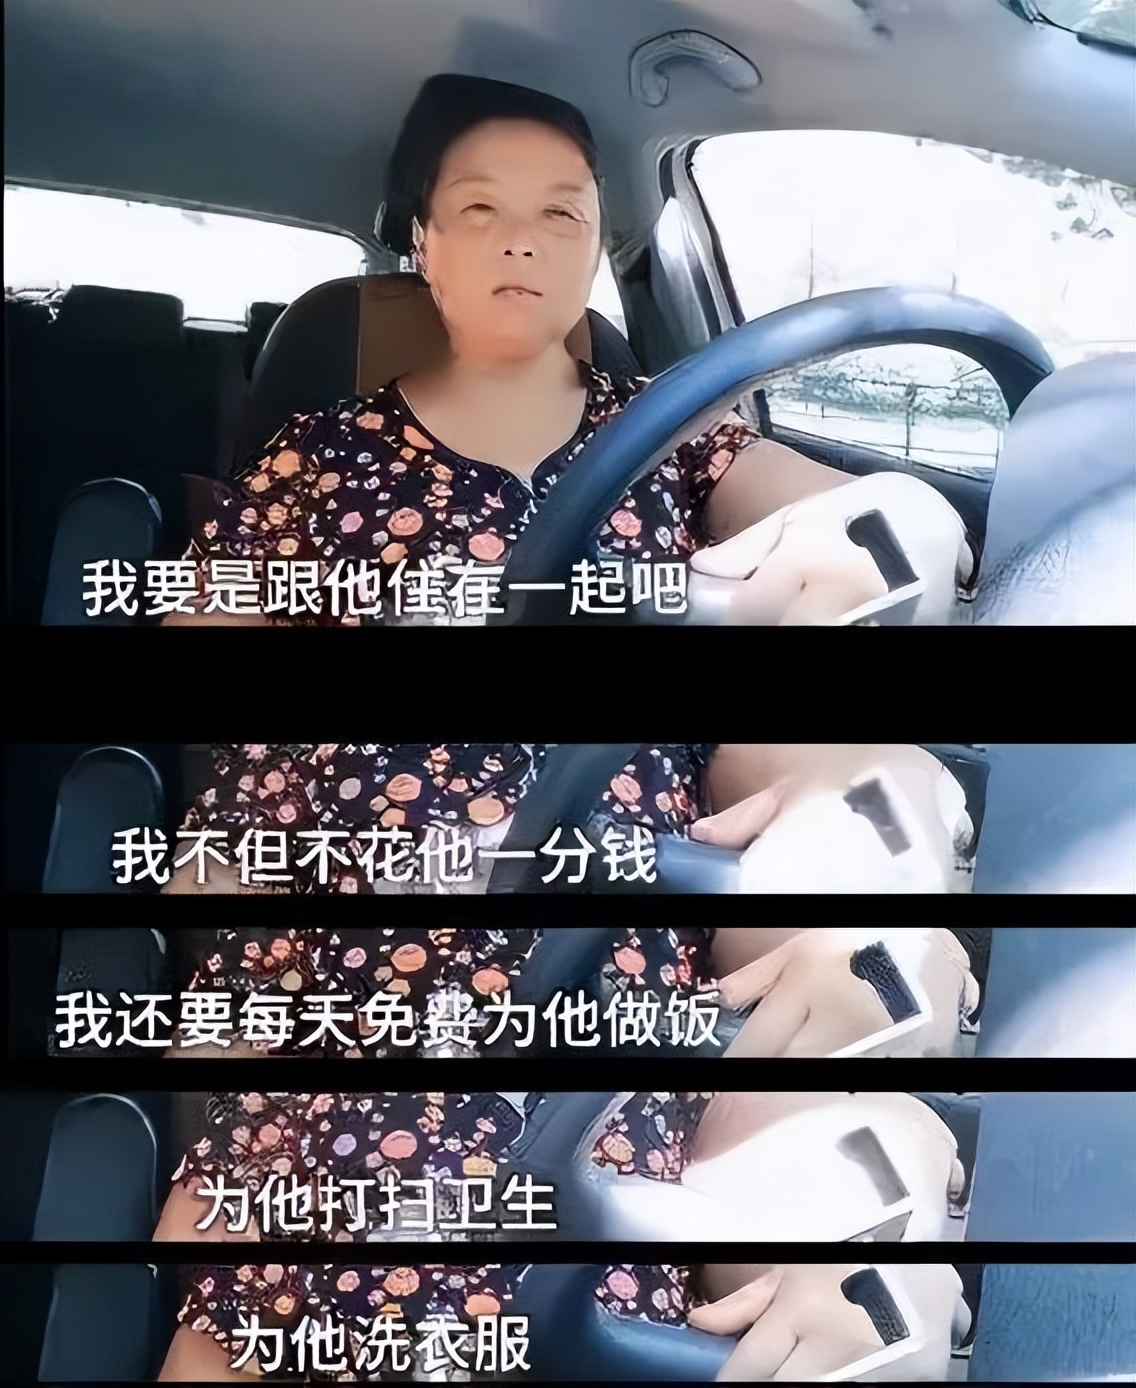 我要是跟他住在一起吧
我不但不花他一分钱
我还要每天免费为他做饭
为他打扫卫生
为他洗衣服